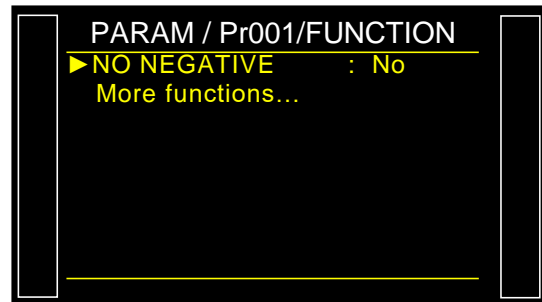 PARAM / Pr001/FUNCTION
►NO NEGATIVE : No
More functions...